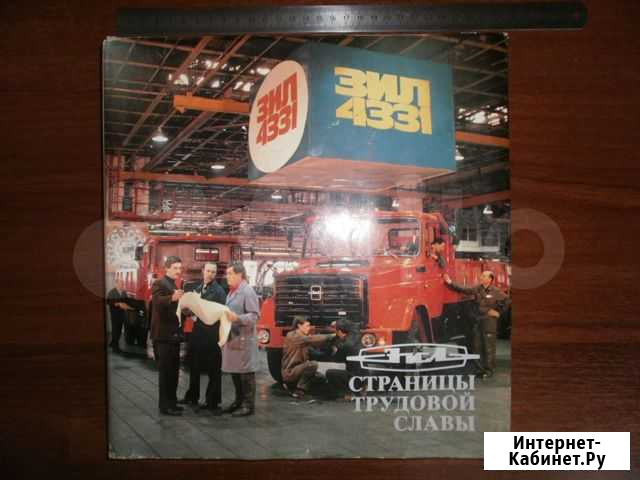 ЗИЛ
4331
ЗИЛ
4331
ЗИЛ
СТРАНИЦЫ
ТРУДОВОЙ
СЛАВЫ
Интернет-
Кабинет.Ру